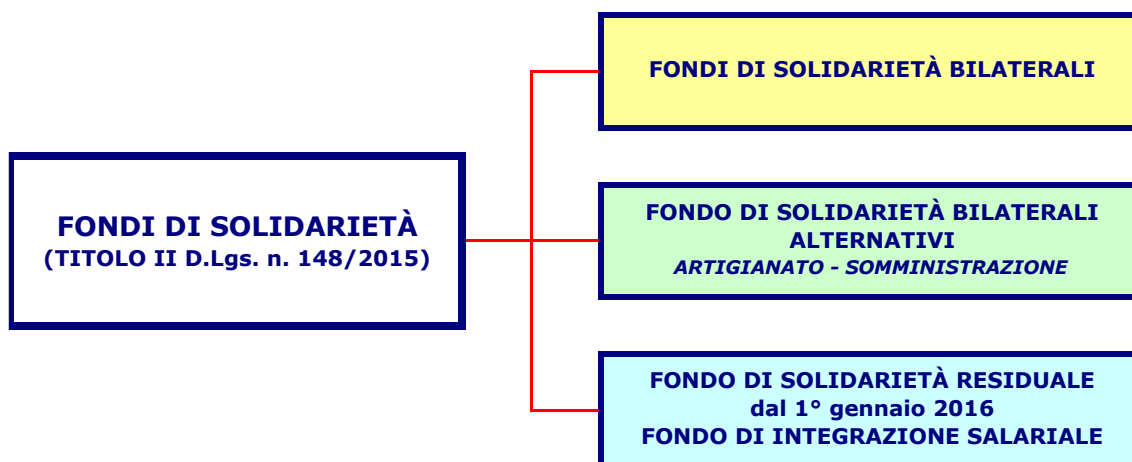 FONDI DI SOLIDARIETÀ BILATERALI
FONDI DI SOLIDARIETÀ
(TITOLO II D.Lgs. n. 148/2015)
FONDO DI SOLIDARIETÀ BILATERALI
ALTERNATIVI
ARTIGIANATO - SOMMINISTRAZIONE
FONDO DI SOLIDARIETÀ RESIDUALE
dal 1° gennaio 2016
FONDO DI INTEGRAZIONE SALARIALE